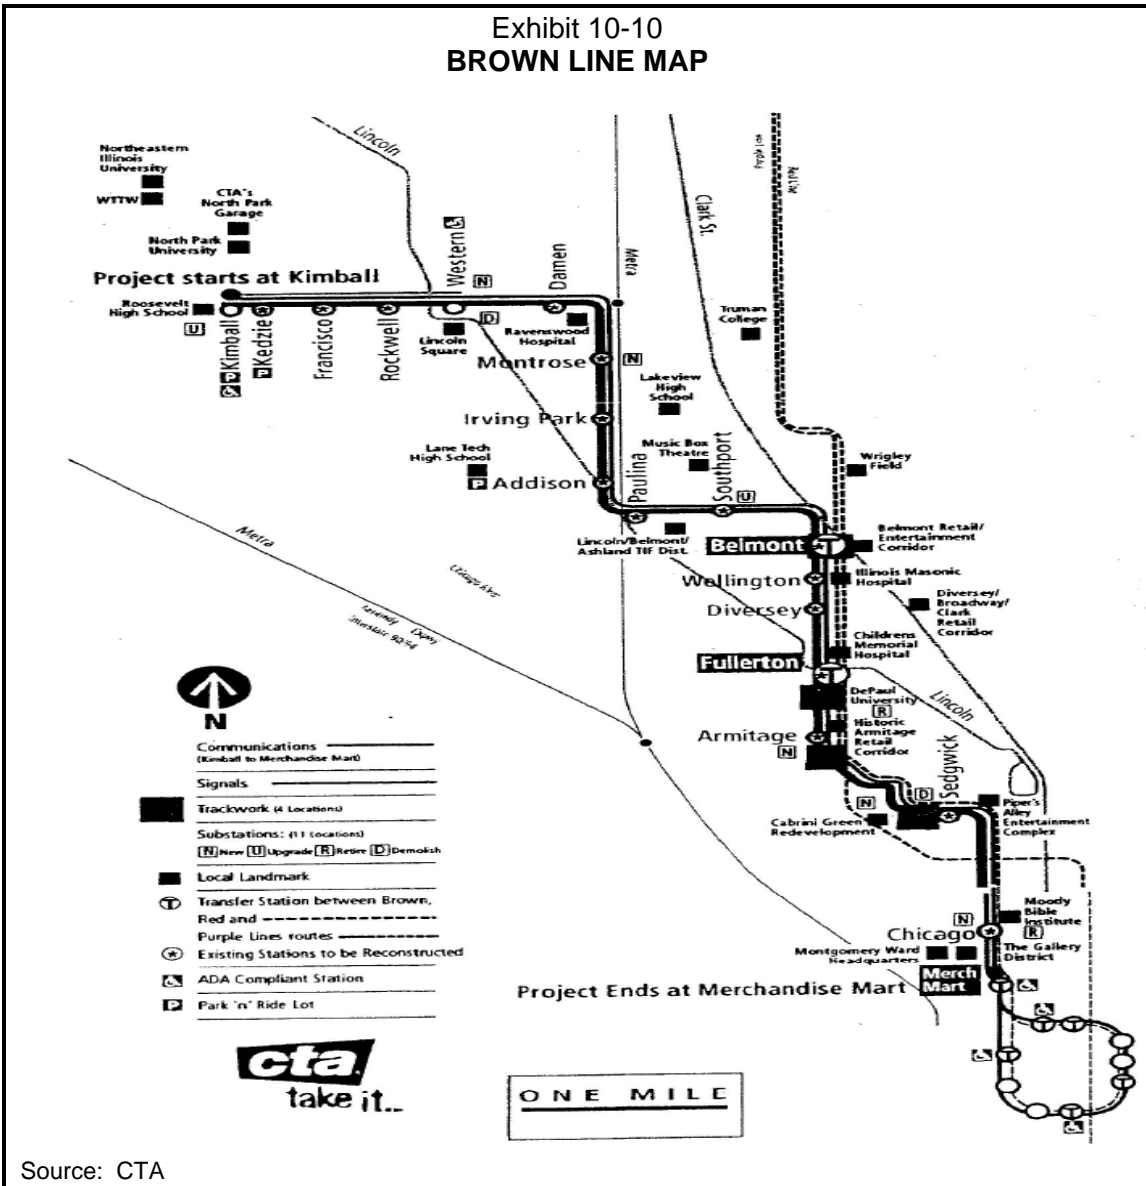 Exhibit 10-10
BROWN LINE MAP
Lincoln
Northeastern
Illinois
University
WTTW
CTA's
North Park
Garage
North Park
University
Project starts at Kimball
Roosevelt
High School
U
P Kimball
P Kedzie
Francisco
Rockwell
Western
N
D
Lincoln
Square
Damen
Ravenswood
Hospital
Metra
Clark St.
Purple Line
Red Line
Truman
College
Montrose
N
Lakeview
High
School
Irving Park
Lane Tech
High School
P Addison
Music Box
Theatre
Paulina
Southport
U
Wrigley
Field
Lincoln/Belmont/
Ashland TIF Dist.
Belmont
Belmont Retail/
Entertainment
Corridor
Metra
Wellington
Illinois Masonic
Hospital
Diversey
Diversey/
Broadway/
Clark
Retail
Corridor
Interstate 90/94
Childrens
Memorial
Hospital
Fullerton
T
DePaul
University
R
Lincoln
Armitage
N
Historic
Armitage
Retail
Corridor
Sedgwick
D
N
Cabrini Green
Redevelopment
Piper's
Alley
Entertainment
Complex
N
Communications
(Kimball to Merchandise Mart)
Signals
Trackwork (4 Locations)
Substations: (11 Locations)
N New U Upgrade R Retire D Demolish
Local Landmark
T Transfer Station between Brown,
Red and
Purple Lines routes
Existing Stations to be Reconstructed
ADA Compliant Station
P Park 'n' Ride Lot
N
Chicago
Moody
Bible
Institute
R
Montgomery Ward
Headquarters
The Gallery
District
Project Ends at Merchandise Mart
Merch
Mart
cta
take it...
ONE MILE
Source: CTA